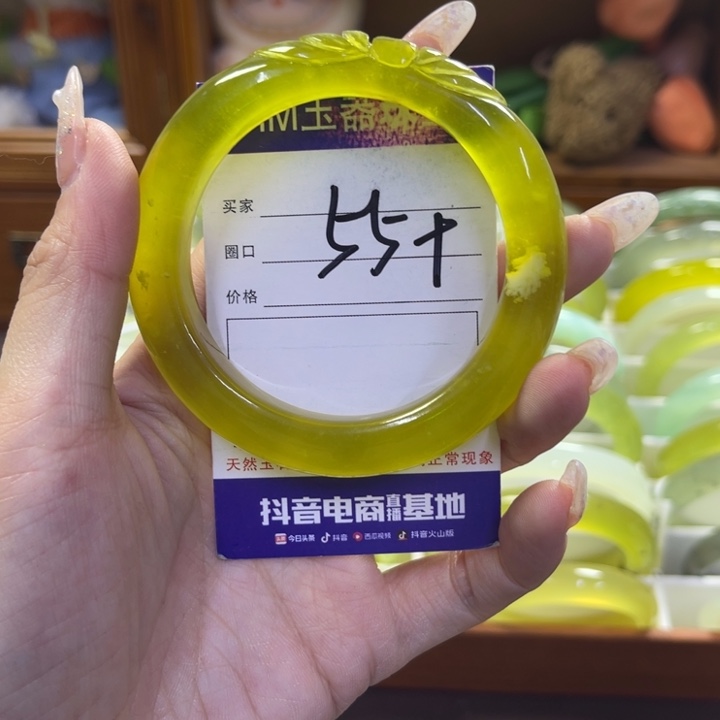 买家
圈口 55+
价格
天然玉
正常现象
抖音电商直播基地
今日头条 抖音 西瓜视频 抖音火山版